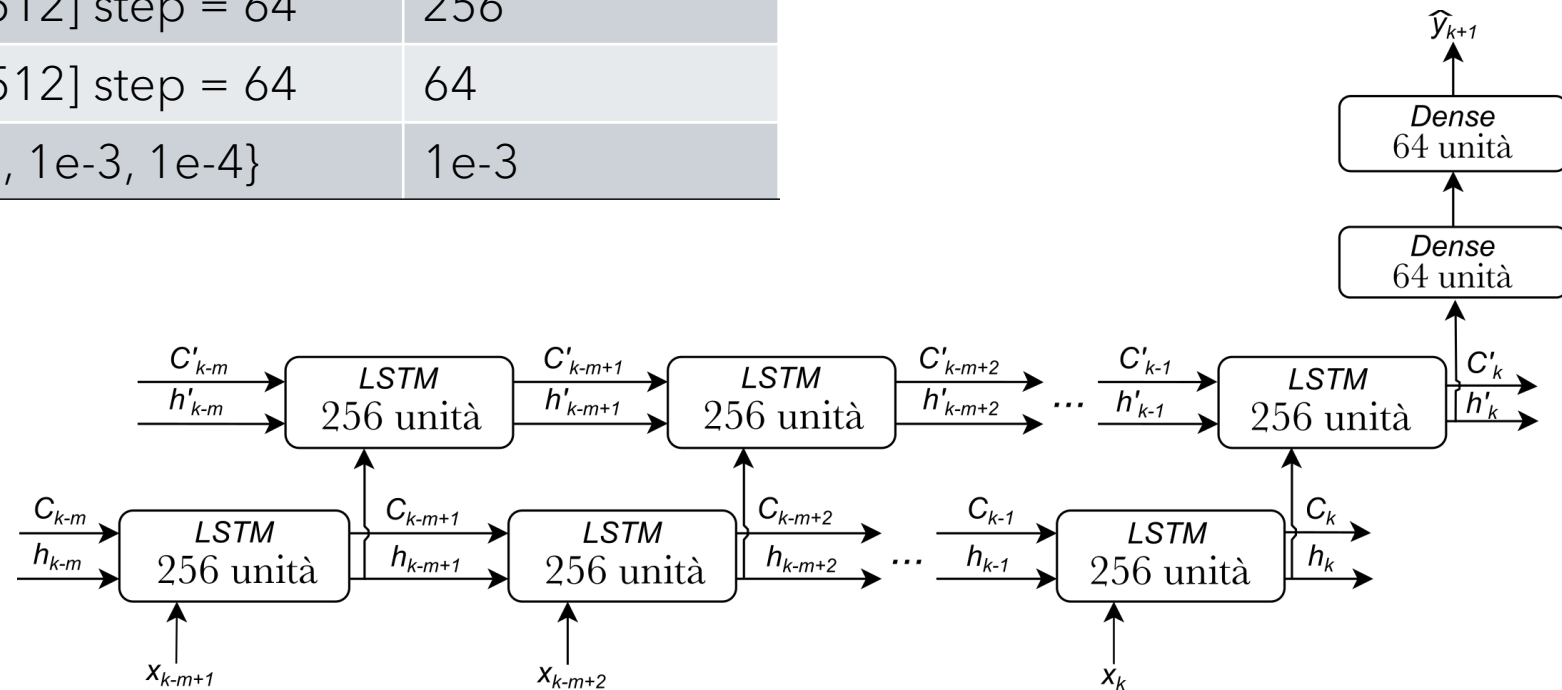 512] step = 64 256
512] step = 64 64
, 1e-3, 1e-4} 1e-3
ŷk+1
Dense
64 unità
Dense
64 unità
C'k-m C'k-m+1 C'k-m+2 C'k-1 C'k
LSTM LSTM LSTM
h'k-m h'k-m+1 h'k-m+2 ... h'k-1 h'k
256 unità 256 unità 256 unità
Ck-m Ck-m+1 Ck-m+2 Ck-1 Ck
LSTM LSTM LSTM
hk-m hk-m+1 hk-m+2 ... hk-1 hk
256 unità 256 unità 256 unità
xk-m+1 xk-m+2 xk